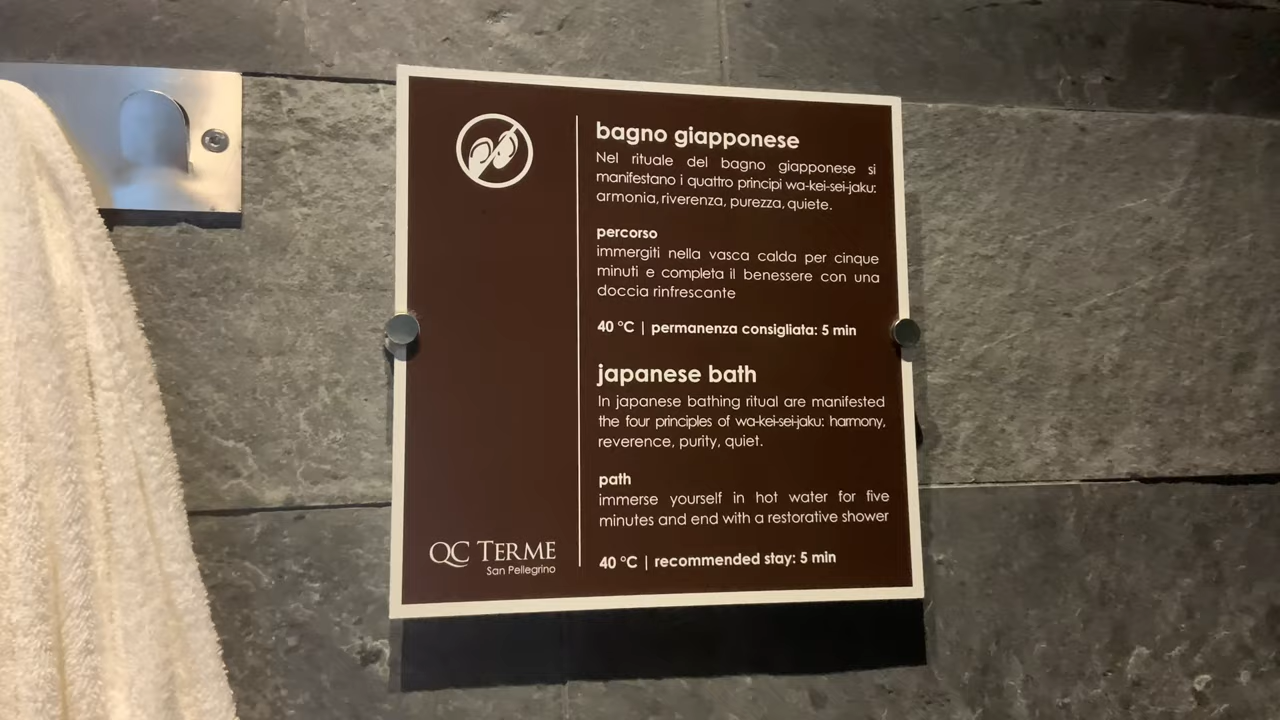 bagno giapponese
Nel rituale del bagno giapponese si
manifestano i quattro principi wa-kei-sei-jaku:
armonia, riverenza, purezza, quiete.
percorso
immergiti nella vasca calda per cinque
minuti e completa il benessere con una
doccia rinfrescante
40 °C | permanenza consigliata: 5 min
japanese bath
In japanese bathing ritual are manifested
the four principles of wa-kei-sei-jaku: harmony,
reverence, purity, quiet.
path
immerse yourself in hot water for five
minutes and end with a restorative shower
40 °C | recommended stay: 5 min
QC TERME
San Pellegrino